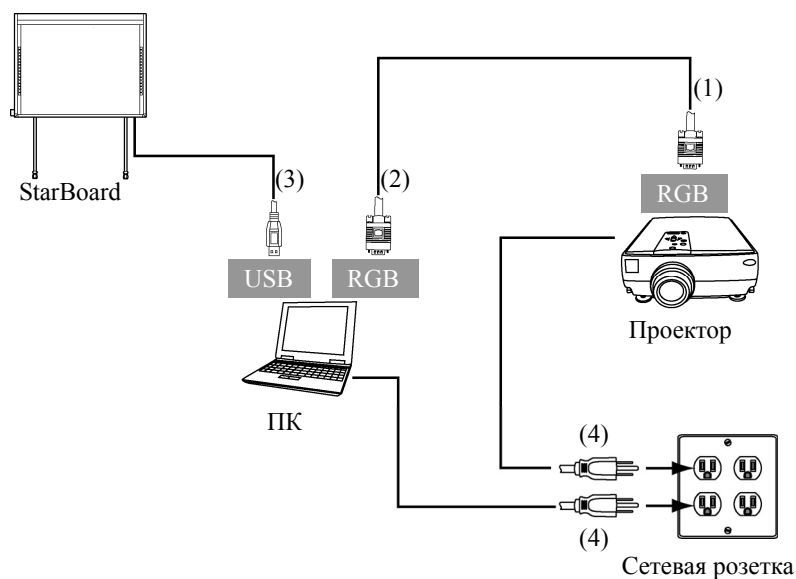 (1)
(3)
(2)
StarBoard
RGB
USB
RGB
Проектор
ПК
(4)
(4)
Сетевая розетка